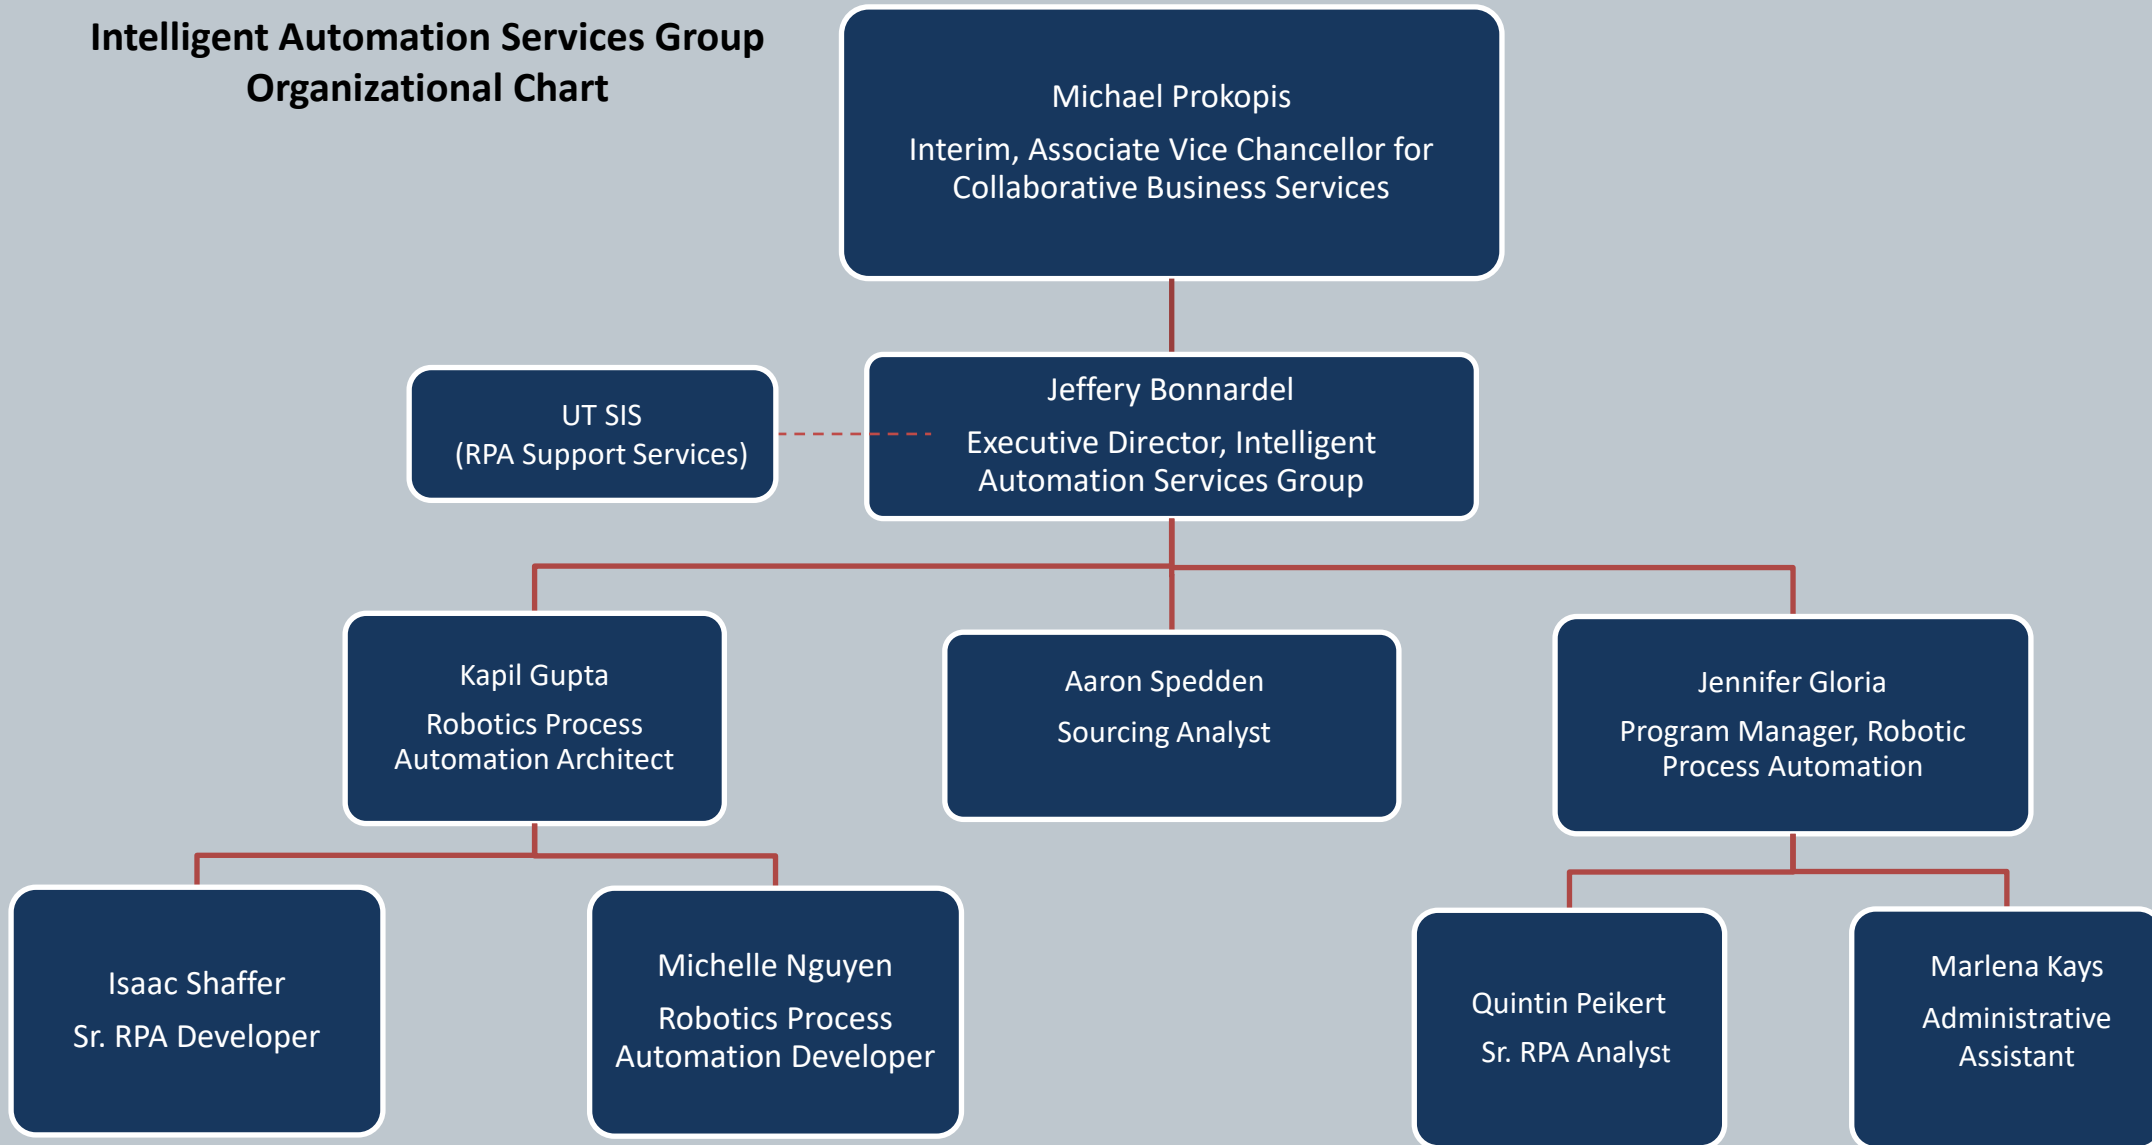 Intelligent Automation Services Group
Organizational Chart
Michael Prokopis
Interim, Associate Vice Chancellor for
Collaborative Business Services
UT SIS
(RPA Support Services)
Jeffery Bonnardel
Executive Director, Intelligent
Automation Services Group
Kapil Gupta
Robotics Process
Automation Architect
Aaron Spedden
Sourcing Analyst
Jennifer Gloria
Program Manager, Robotic
Process Automation
Isaac Shaffer
Sr. RPA Developer
Michelle Nguyen
Robotics Process
Automation Developer
Quintin Peikert
Sr. RPA Analyst
Marlena Kays
Administrative
Assistant